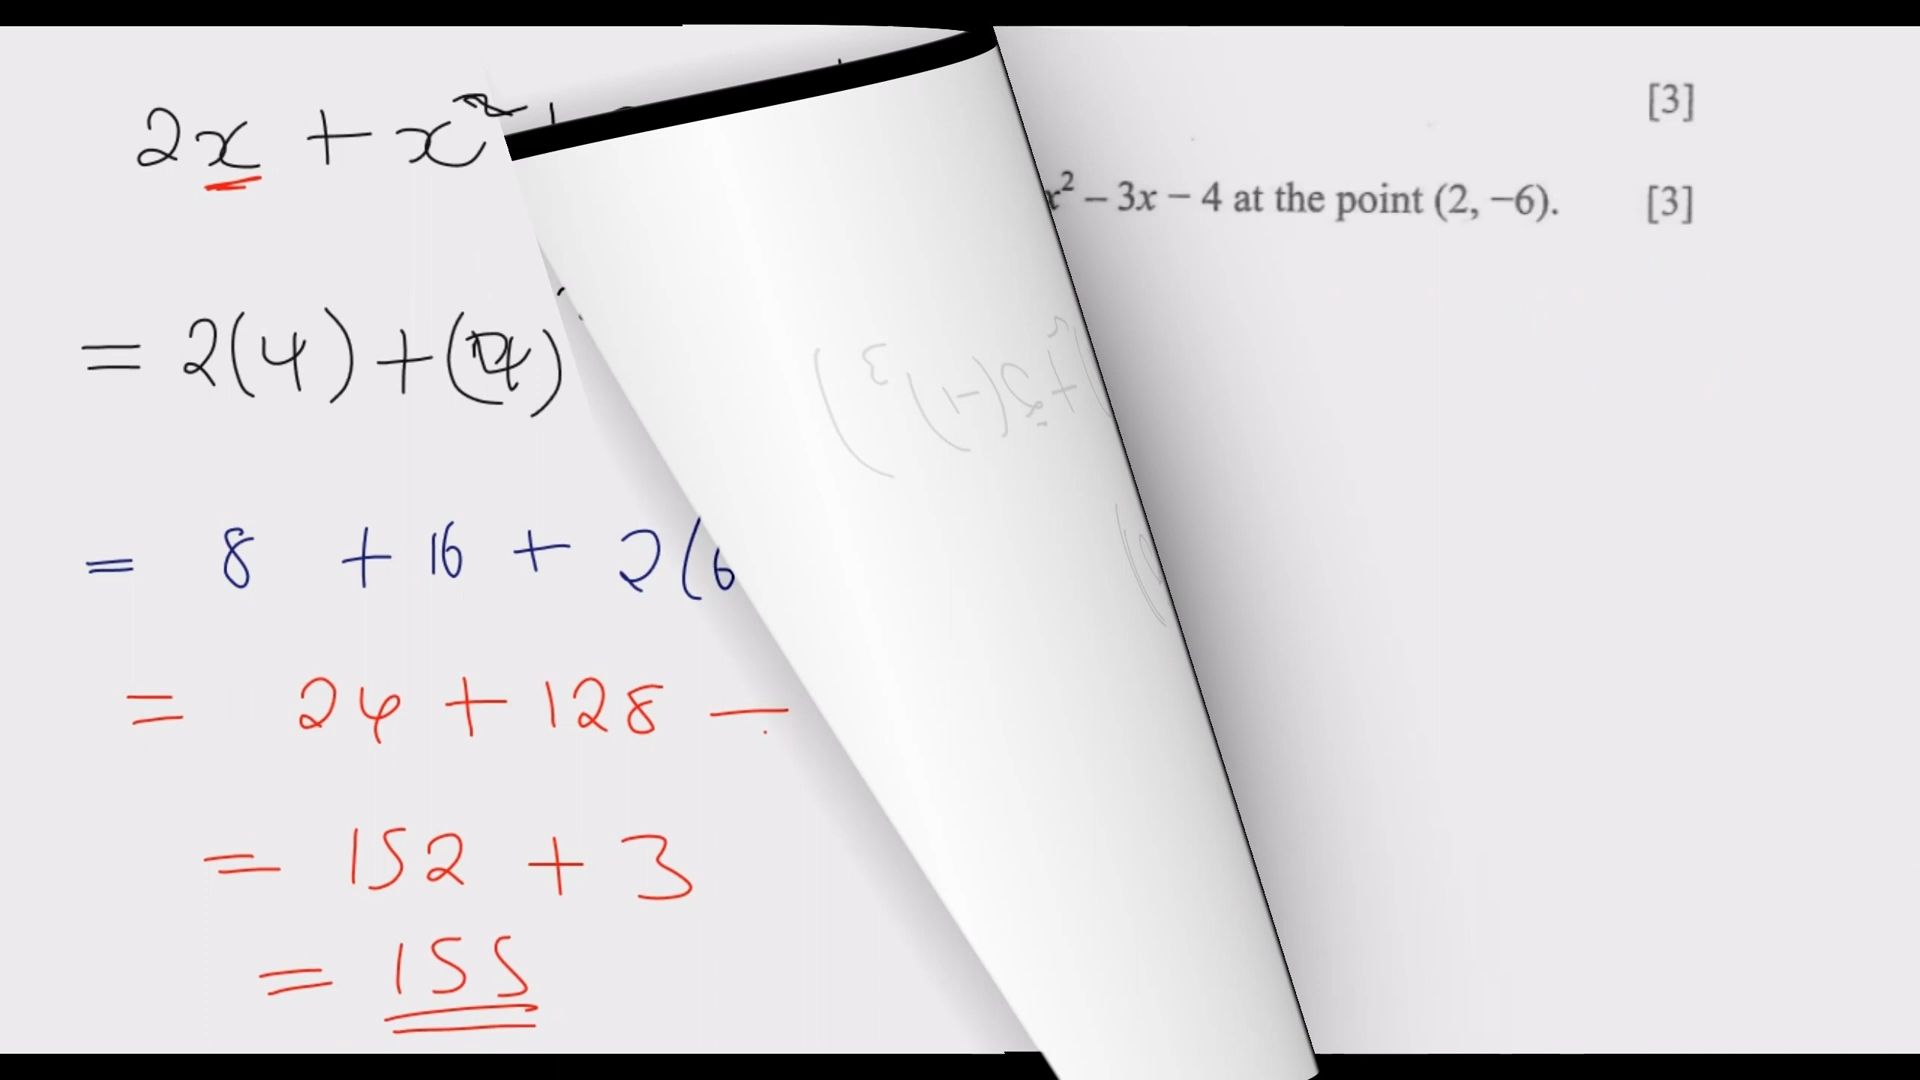 2x + x²
= 2(4) + (4)
= 8 + 16 + 2(6
= 24 + 128 -
= 152 + 3
= 155
[3]
x² – 3x – 4 at the point (2, –6). [3]